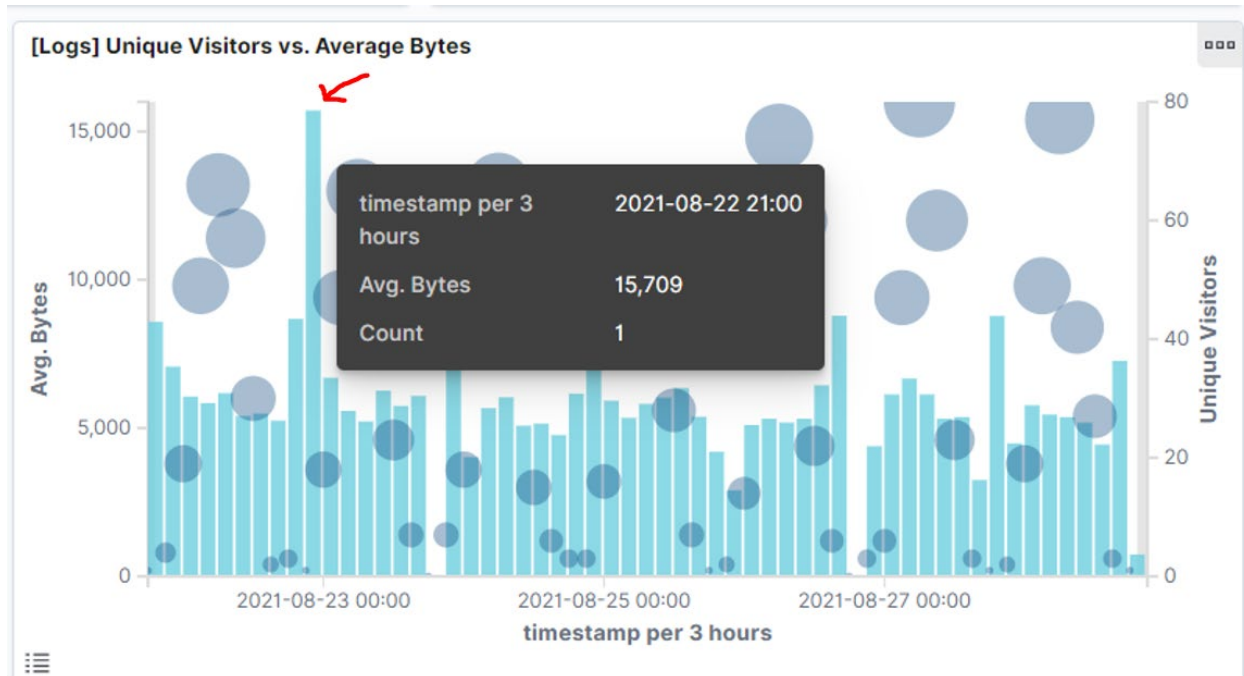 [Logs] Unique Visitors vs. Average Bytes
15,000
10,000
5,000
0
Avg. Bytes
timestamp per 3
hours
2021-08-22 21:00
Avg. Bytes
15,709
Count
1
80
60
40
20
0
Unique Visitors
2021-08-23 00:00
2021-08-25 00:00
2021-08-27 00:00
timestamp per 3 hours